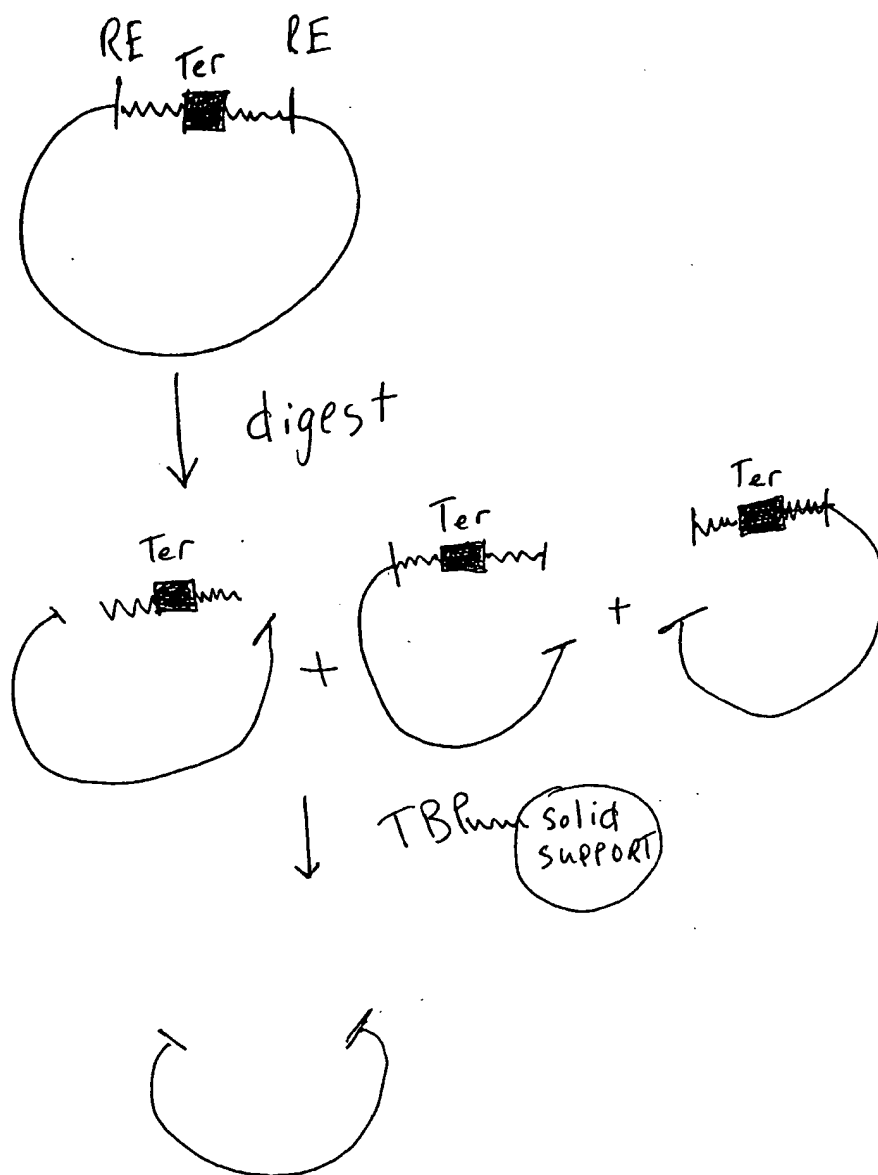 RE Ter RE
digest
Ter
Ter
Ter
+
+
TBP solid
support